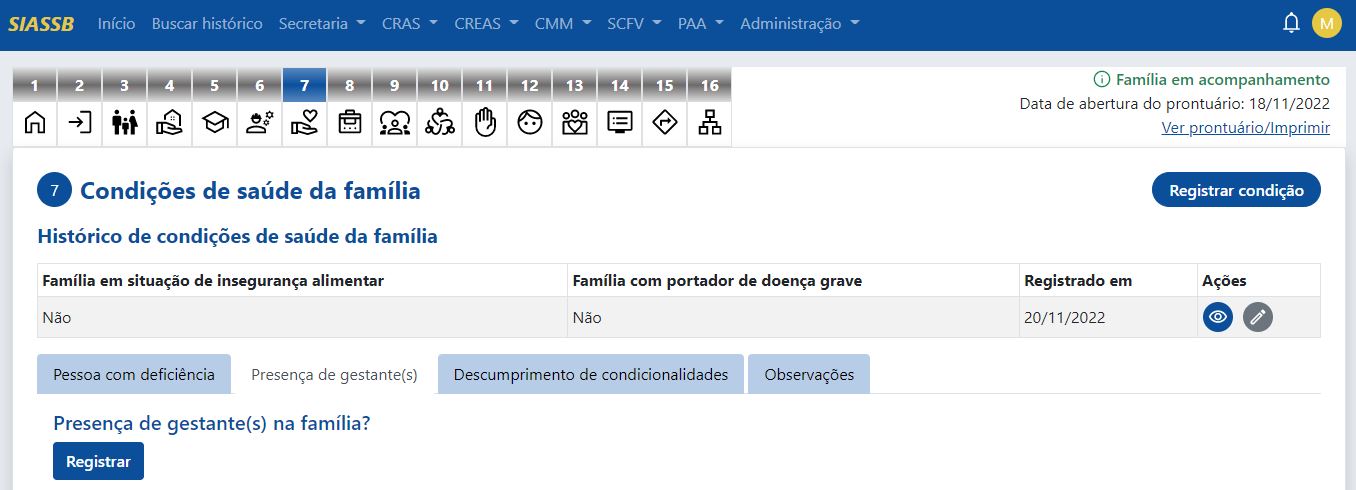 SIASSB Início Buscar histórico Secretaria CRAS CREAS CMM SCFV PAA Administração M
1 2 3 4 5 6 7 8 9 10 11 12 13 14 15 16
Família em acompanhamento
Data de abertura do prontuário: 18/11/2022
Ver prontuário/Imprimir
7 Condições de saúde da família Registrar condição
Histórico de condições de saúde da família
Família em situação de insegurança alimentar Família com portador de doença grave Registrado em Ações
Não Não 20/11/2022
Pessoa com deficiência Presença de gestante(s) Descumprimento de condicionalidades Observações
Presença de gestante(s) na família?
Registrar